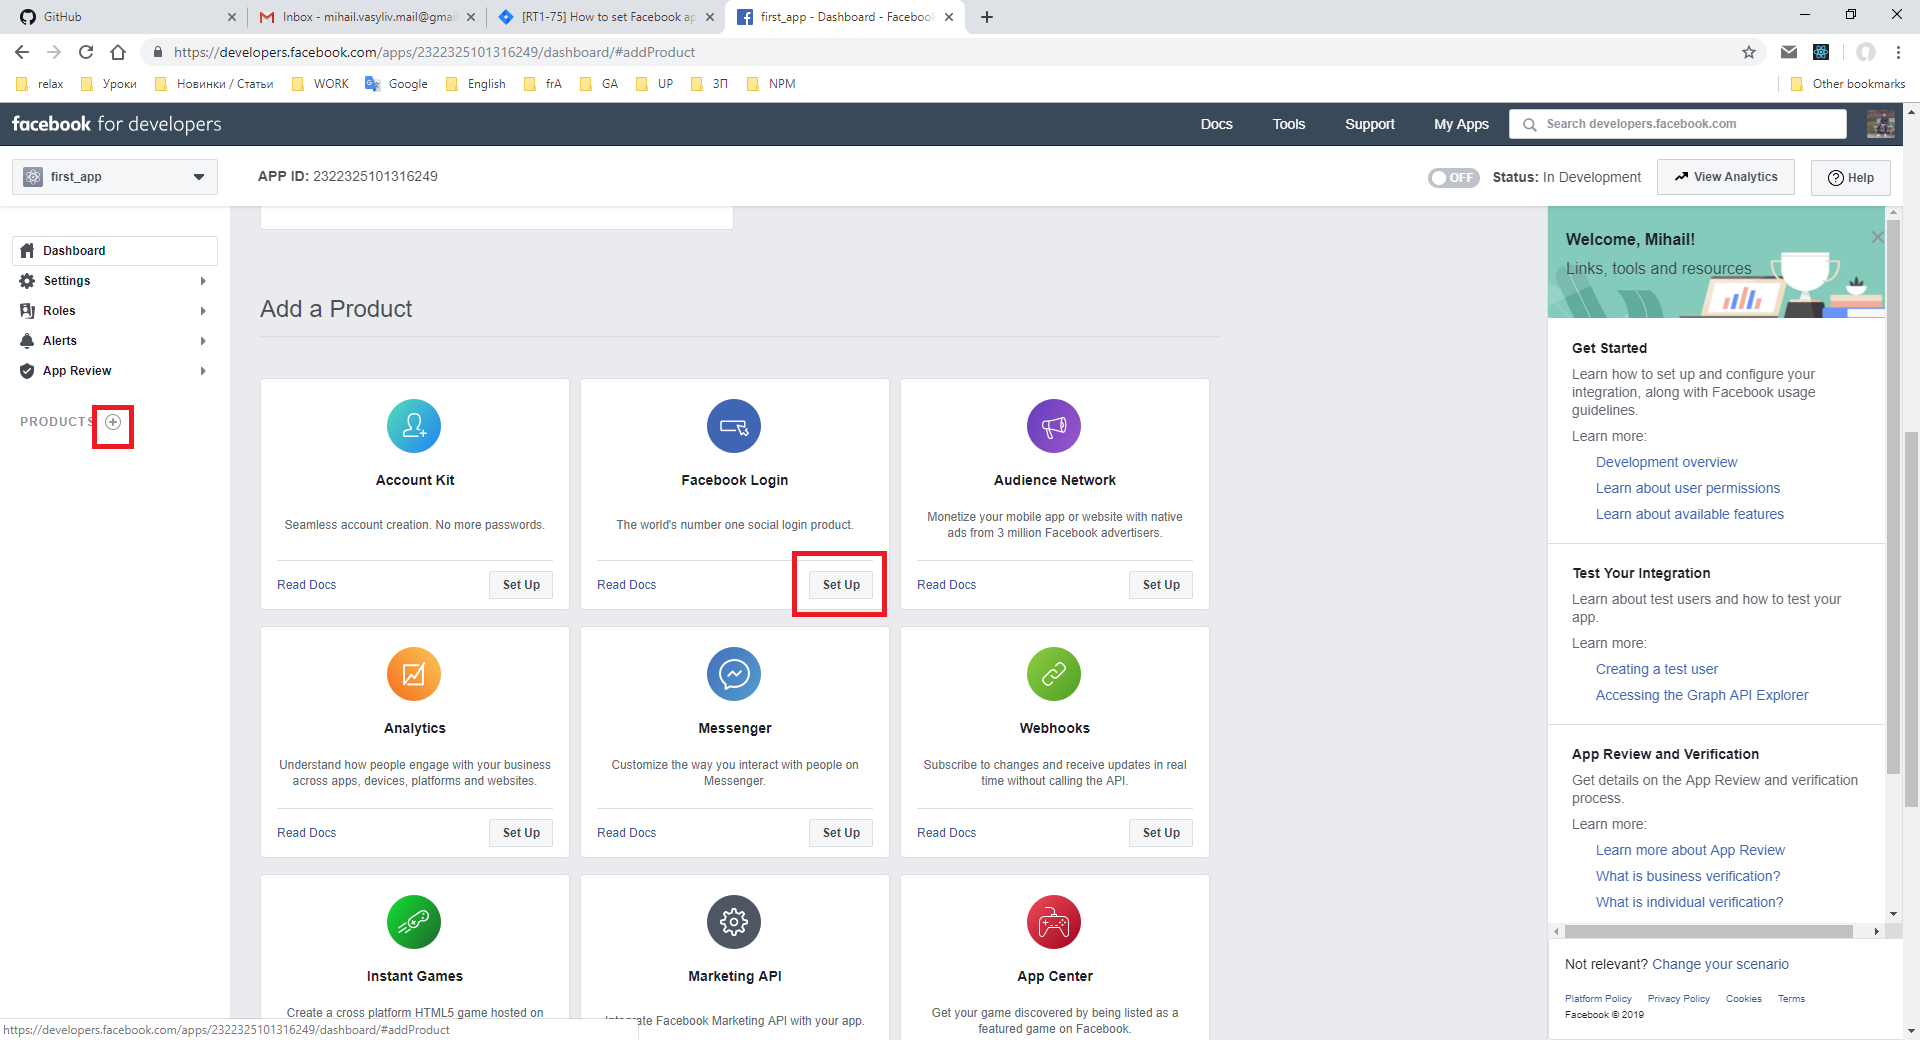 GitHub
Inbox - mihail.vasyliv.mail@gmai
[RT1-75] How to set Facebook ap
first_app - Dashboard - Facebook
https://developers.facebook.com/apps/2322325101316249/dashboard/#addProduct
relax
Уроки
Новинки / Статьи
WORK
Google
English
frA
GA
UP
ЗП
NPM
Other bookmarks
facebook for developers
Docs
Tools
Support
My Apps
Search developers.facebook.com
first_app
APP ID: 2322325101316249
OFF
Status: In Development
View Analytics
Help
Dashboard
Settings
Roles
Alerts
App Review
PRODUCTS
Add a Product
Account Kit
Seamless account creation. No more passwords.
Read Docs
Set Up
Facebook Login
The world's number one social login product.
Read Docs
Set Up
Audience Network
Monetize your mobile app or website with native
ads from 3 million Facebook advertisers.
Read Docs
Set Up
Analytics
Understand how people engage with your business
across apps, devices, platforms and websites.
Read Docs
Set Up
Messenger
Customize the way you interact with people on
Messenger.
Read Docs
Set Up
Webhooks
Subscribe to changes and receive updates in real
time without calling the API.
Read Docs
Set Up
Instant Games
Create a cross platform HTML5 game hosted on
Marketing API
Facebook Marketing API with your app.
App Center
Get your game discovered by being listed as a
featured game on Facebook.
Welcome, Mihail!
Links, tools and resources
Get Started
Learn how to set up and configure your
integration, along with Facebook usage
guidelines.
Learn more:
Development overview
Learn about user permissions
Learn about available features
Test Your Integration
Learn about test users and how to test your
app.
Learn more:
Creating a test user
Accessing the Graph API Explorer
App Review and Verification
Get details on the App Review and verification
process.
Learn more:
Learn more about App Review
What is business verification?
What is individual verification?
Not relevant? Change your scenario
Platform Policy
Privacy Policy
Cookies
Terms
Facebook © 2019
https://developers.facebook.com/apps/2322325101316249/dashboard/#addProduct